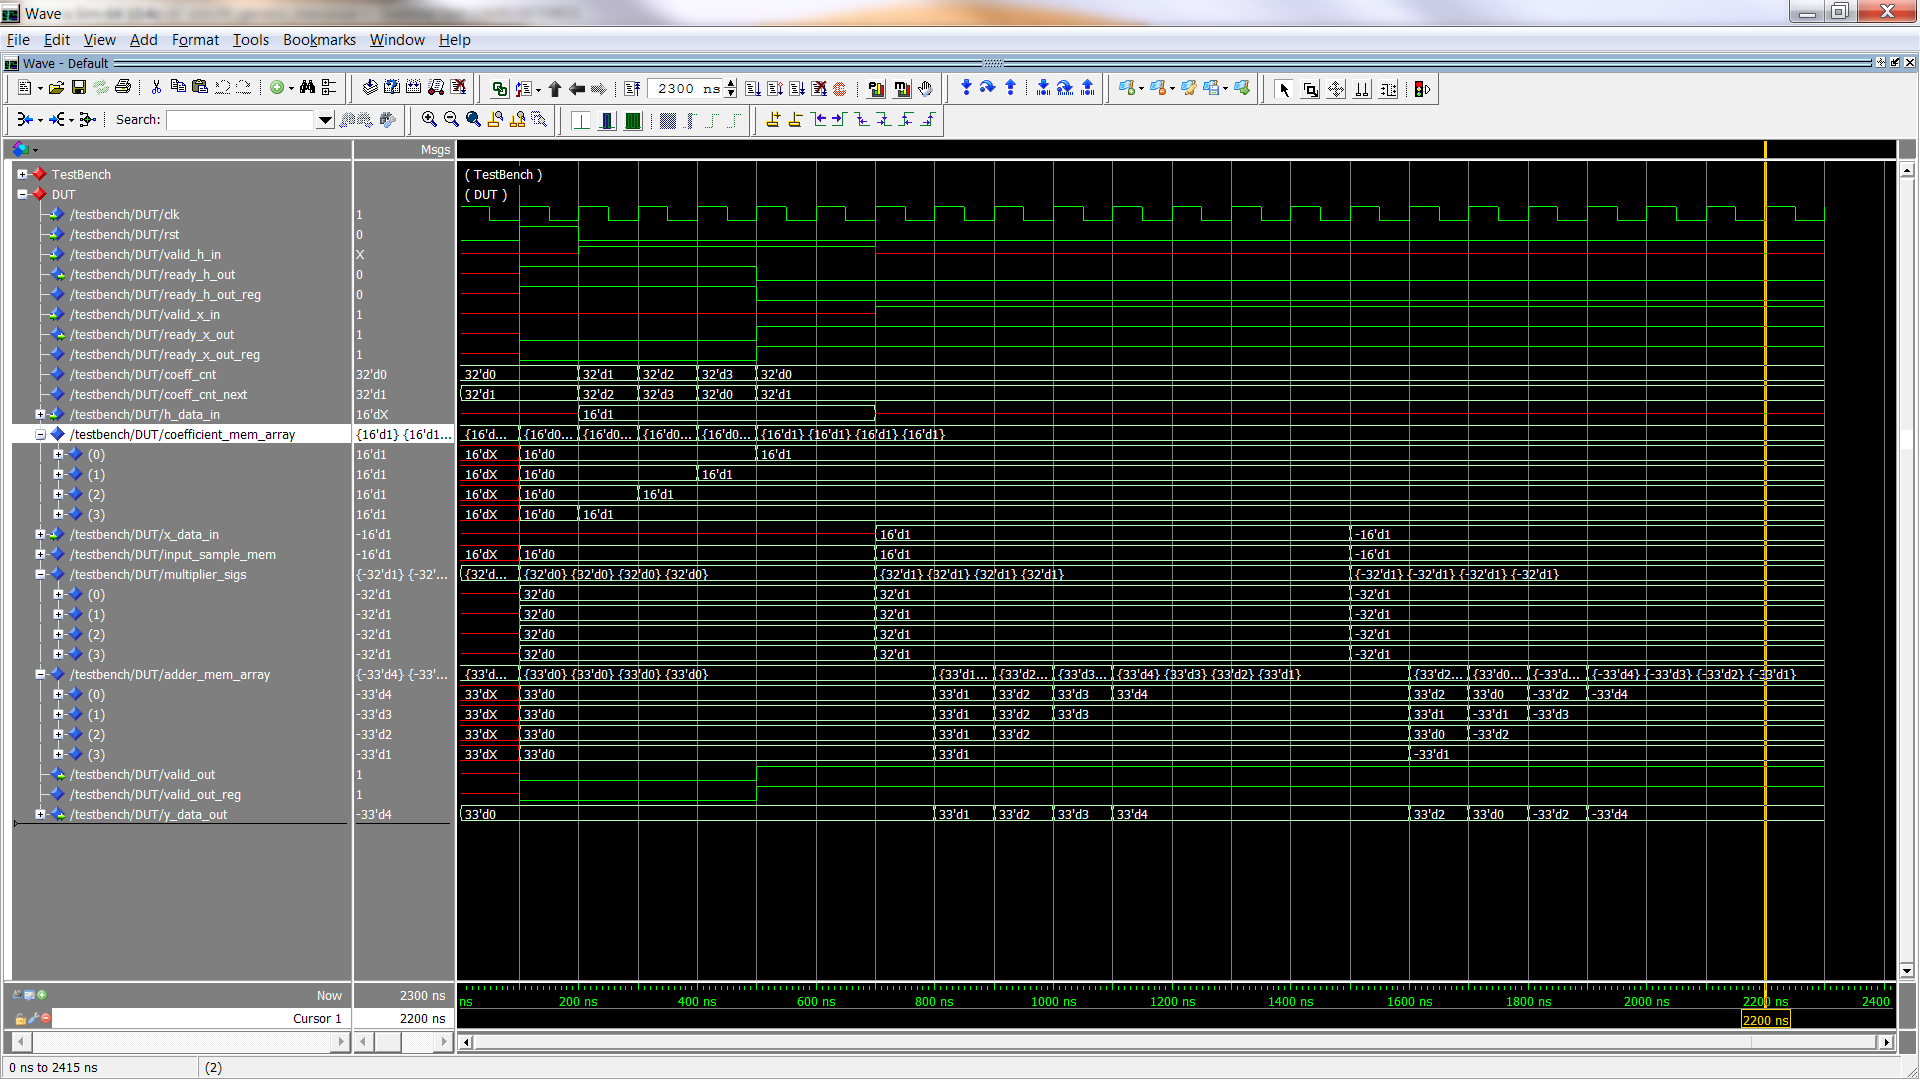 Wave
File Edit View Add Format Tools Bookmarks Window Help
Wave - Default
2300 ns
Search:
Msgs
TestBench
( TestBench )
DUT
( DUT )
/testbench/DUT/clk 1
/testbench/DUT/rst 0
/testbench/DUT/valid_h_in X
/testbench/DUT/ready_h_out 0
/testbench/DUT/ready_h_out_reg 0
/testbench/DUT/valid_x_in 1
/testbench/DUT/ready_x_out 1
/testbench/DUT/ready_x_out_reg 1
/testbench/DUT/coeff_cnt 32'd0 32'd0 32'd1 32'd2 32'd3 32'd0
/testbench/DUT/coeff_cnt_next 32'd1 32'd1 32'd2 32'd3 32'd0 32'd1
/testbench/DUT/h_data_in 16'dX 16'd1
/testbench/DUT/coefficient_mem_array {16'd1} {16'd1... {16'd... {16'd0... {16'd0... {16'd0... {16'd0... {16'd1} {16'd1} {16'd1} {16'd1}
(0) 16'd1 16'dX 16'd0 16'd1
(1) 16'd1 16'dX 16'd0 16'd1
(2) 16'd1 16'dX 16'd0 16'd1
(3) 16'd1 16'dX 16'd0 16'd1
/testbench/DUT/x_data_in -16'd1 16'd1 -16'd1
/testbench/DUT/input_sample_mem -16'd1 16'dX 16'd0 16'd1 -16'd1
/testbench/DUT/multiplier_sigs {-32'd1} {-32'... {32'd... {32'd0} {32'd0} {32'd0} {32'd0} {32'd1} {32'd1} {32'd1} {32'd1} {-32'd1} {-32'd1} {-32'd1} {-32'd1}
(0) -32'd1 32'd0 32'd1 -32'd1
(1) -32'd1 32'd0 32'd1 -32'd1
(2) -32'd1 32'd0 32'd1 -32'd1
(3) -32'd1 32'd0 32'd1 -32'd1
/testbench/DUT/adder_mem_array {-33'd4} {-33'... {33'd... {33'd0} {33'd0} {33'd0} {33'd0} {33'd1... {33'd2... {33'd3... {33'd4} {33'd3} {33'd2} {33'd1} {33'd2... {33'd0... {-33'd... {-33'd4} {-33'd3} {-33'd2} {-33'd1}
(0) -33'd4 33'dX 33'd0 33'd1 33'd2 33'd3 33'd4 33'd2 33'd0 -33'd2 -33'd4
(1) -33'd3 33'dX 33'd0 33'd1 33'd2 33'd3 33'd1 -33'd1 -33'd3
(2) -33'd2 33'dX 33'd0 33'd1 33'd2 33'd0 -33'd2
(3) -33'd1 33'dX 33'd0 33'd1 -33'd1
/testbench/DUT/valid_out 1
/testbench/DUT/valid_out_reg 1
/testbench/DUT/y_data_out -33'd4 33'd0 33'd1 33'd2 33'd3 33'd4 33'd2 33'd0 -33'd2 -33'd4
Now 2300 ns
ns 200 ns 400 ns 600 ns 800 ns 1000 ns 1200 ns 1400 ns 1600 ns 1800 ns 2000 ns 2200 ns 2400
Cursor 1 2200 ns
2200 ns
0 ns to 2415 ns (2)